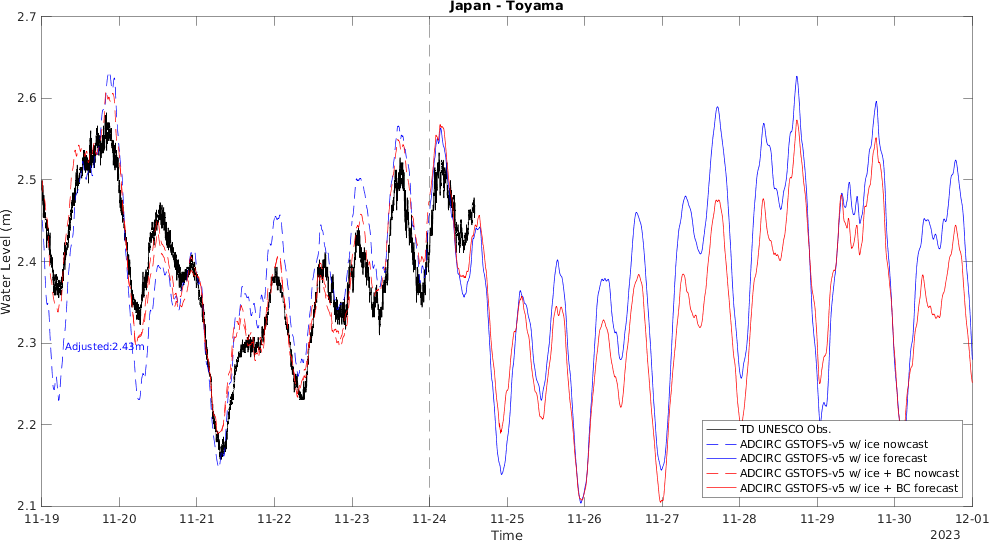 Japan - Toyama
Water Level (m)
2.7
2.6
2.5
2.4
2.3
2.2
2.1
Adjusted:2.43m
TD UNESCO Obs.
ADCIRC GSTOFS-v5 w/ ice nowcast
ADCIRC GSTOFS-v5 w/ ice forecast
ADCIRC GSTOFS-v5 w/ ice + BC nowcast
ADCIRC GSTOFS-v5 w/ ice + BC forecast
11-19 11-20 11-21 11-22 11-23 11-24 11-25 11-26 11-27 11-28 11-29 11-30 12-01
Time
2023